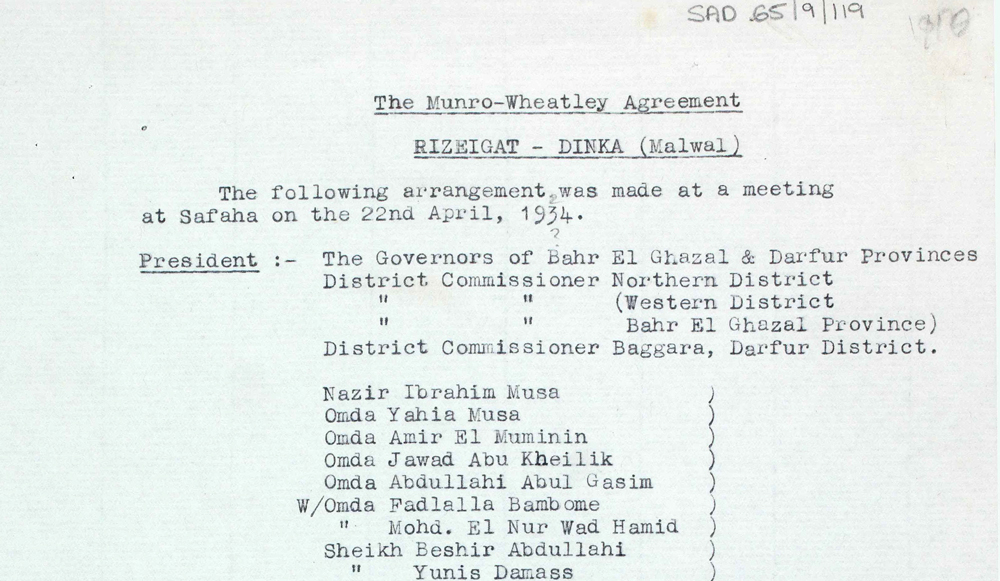 SAD .65/9/119
The Munro-Wheatley Agreement
RIZEIGAT - DINKA (Malwal)
The following arrangement was made at a meeting
at Safaha on the 22nd April, 1934.
?
President :- The Governors of Bahr El Ghazal & Darfur Provinces
District Commissioner Northern District
" " (Western District
" " Bahr El Ghazal Province)
District Commissioner Baggara, Darfur District.
Nazir Ibrahim Musa )
Omda Yahia Musa )
Omda Amir El Muminin )
Omda Jawad Abu Kheilik )
Omda Abdullahi Abul Gasim )
W/Omda Fadlalla Bambome )
" Mohd. El Nur Wad Hamid )
Sheikh Beshir Abdullahi )
" Yunis Damass )